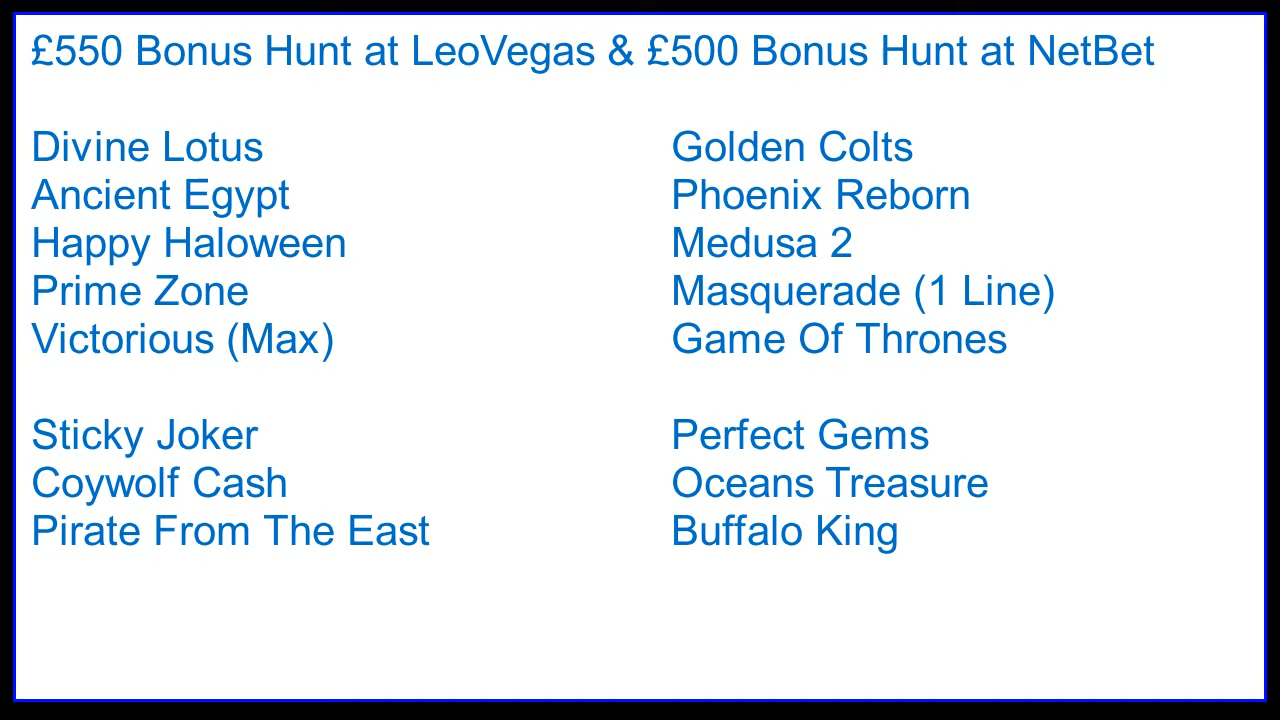 £550 Bonus Hunt at LeoVegas & £500 Bonus Hunt at NetBet
Divine Lotus
Ancient Egypt
Happy Haloween
Prime Zone
Victorious (Max)
Sticky Joker
Coywolf Cash
Pirate From The East
Golden Colts
Phoenix Reborn
Medusa 2
Masquerade (1 Line)
Game Of Thrones
Perfect Gems
Oceans Treasure
Buffalo King